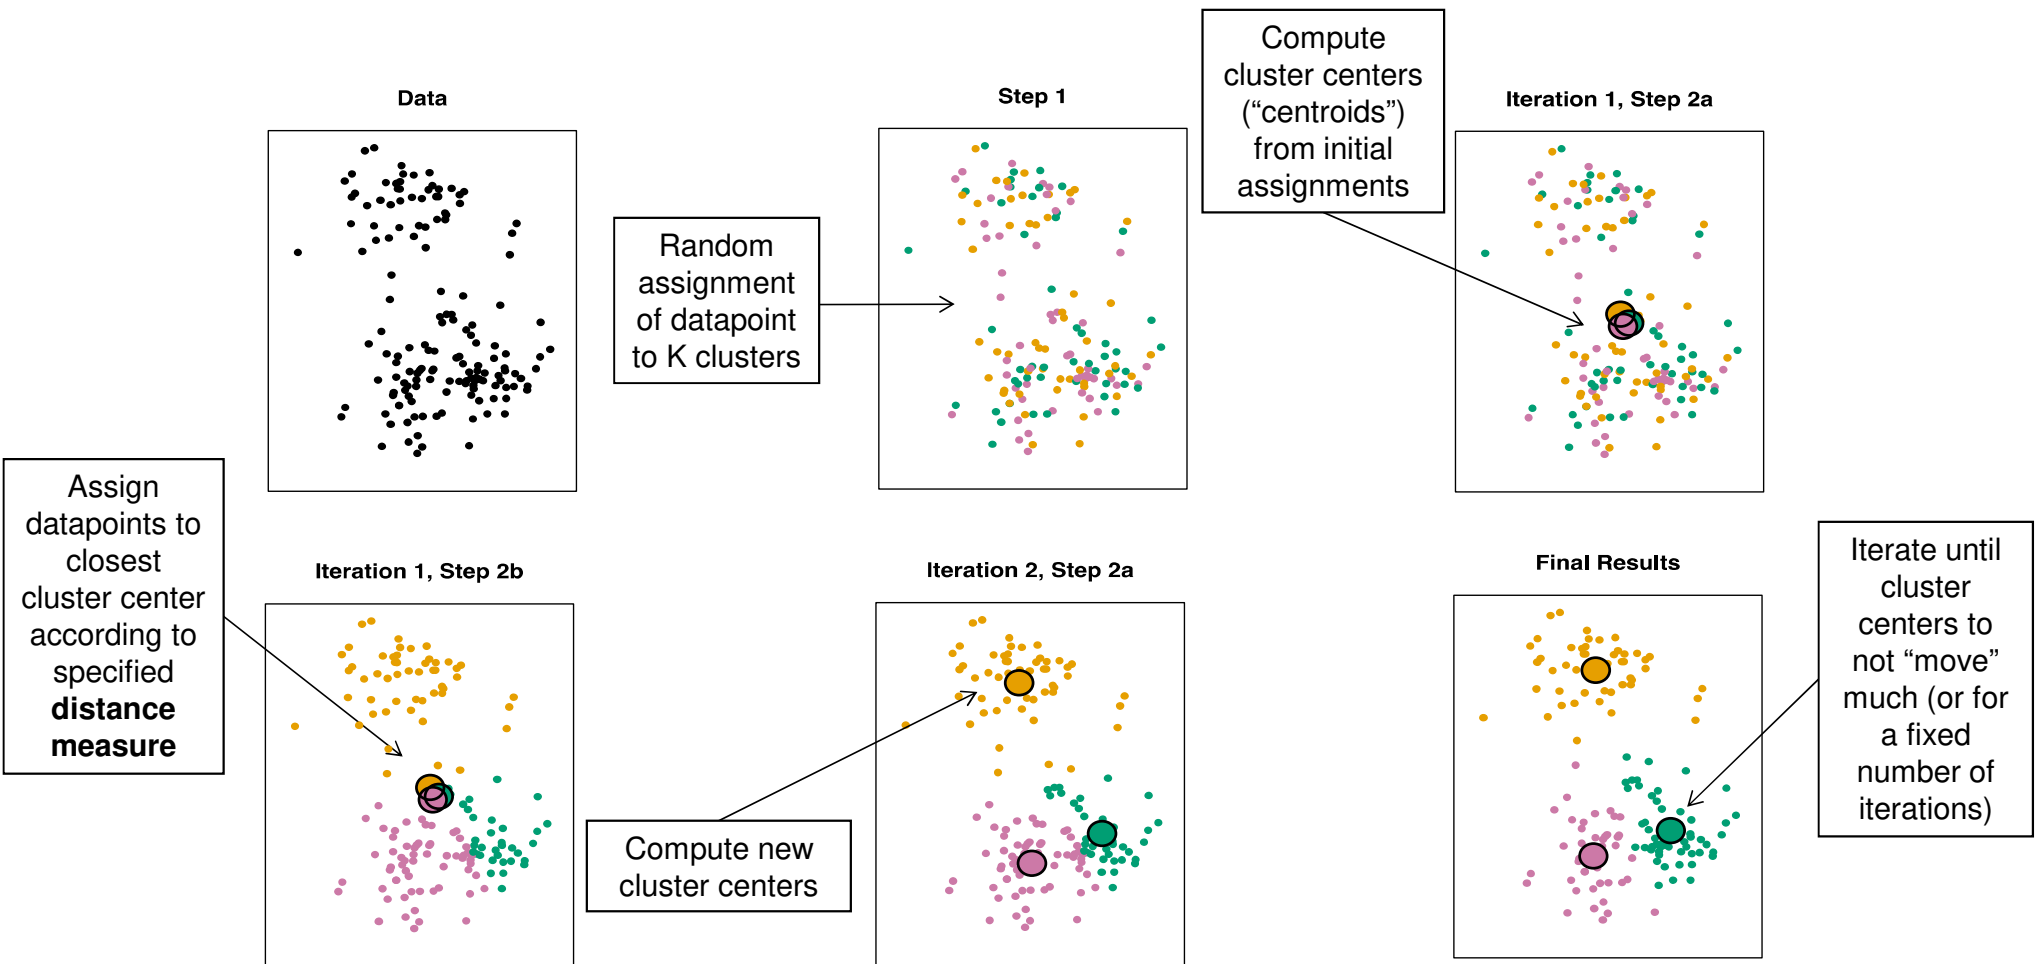 Data
Step 1
Compute
cluster centers
(“centroids”)
from initial
assignments
Iteration 1, Step 2a
Random
assignment
of datapoint
to K clusters
Assign
datapoints to
closest
cluster center
according to
specified
distance
measure
Iteration 1, Step 2b
Iteration 2, Step 2a
Compute new
cluster centers
Final Results
Iterate until
cluster
centers to
not “move”
much (or for
a fixed
number of
iterations)